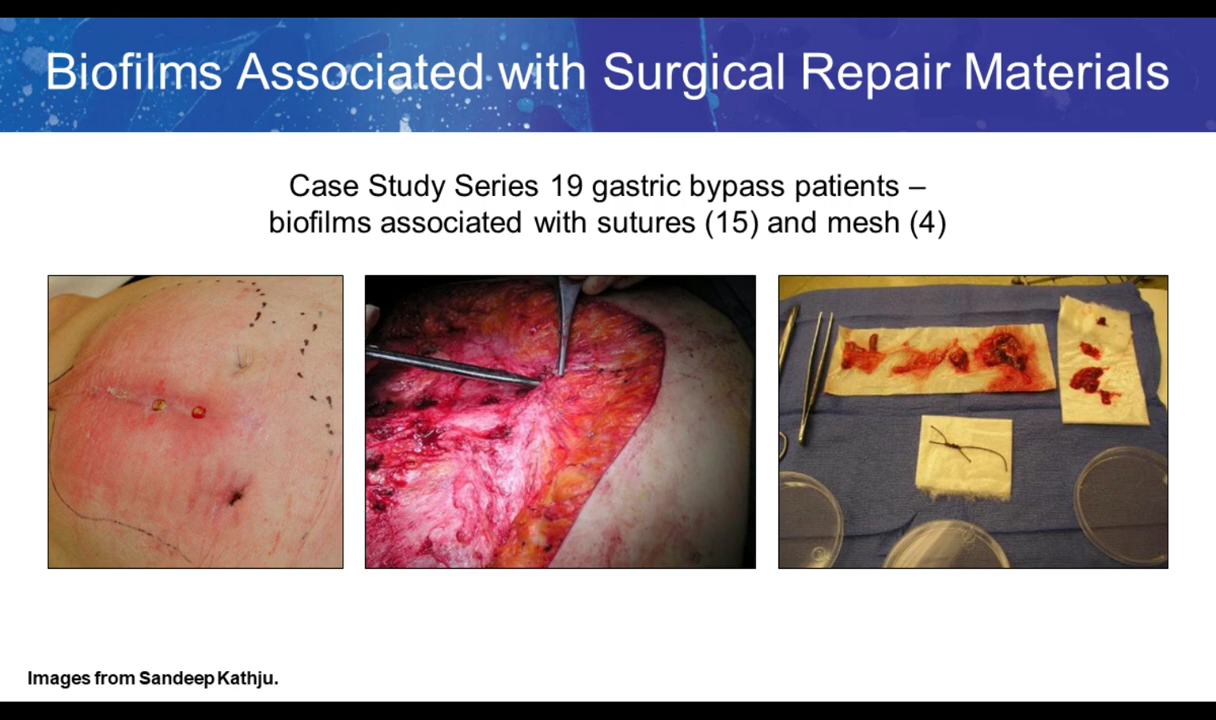 Biofilms Associated with Surgical Repair Materials
Case Study Series 19 gastric bypass patients –
biofilms associated with sutures (15) and mesh (4)
Images from Sandeep Kathju.